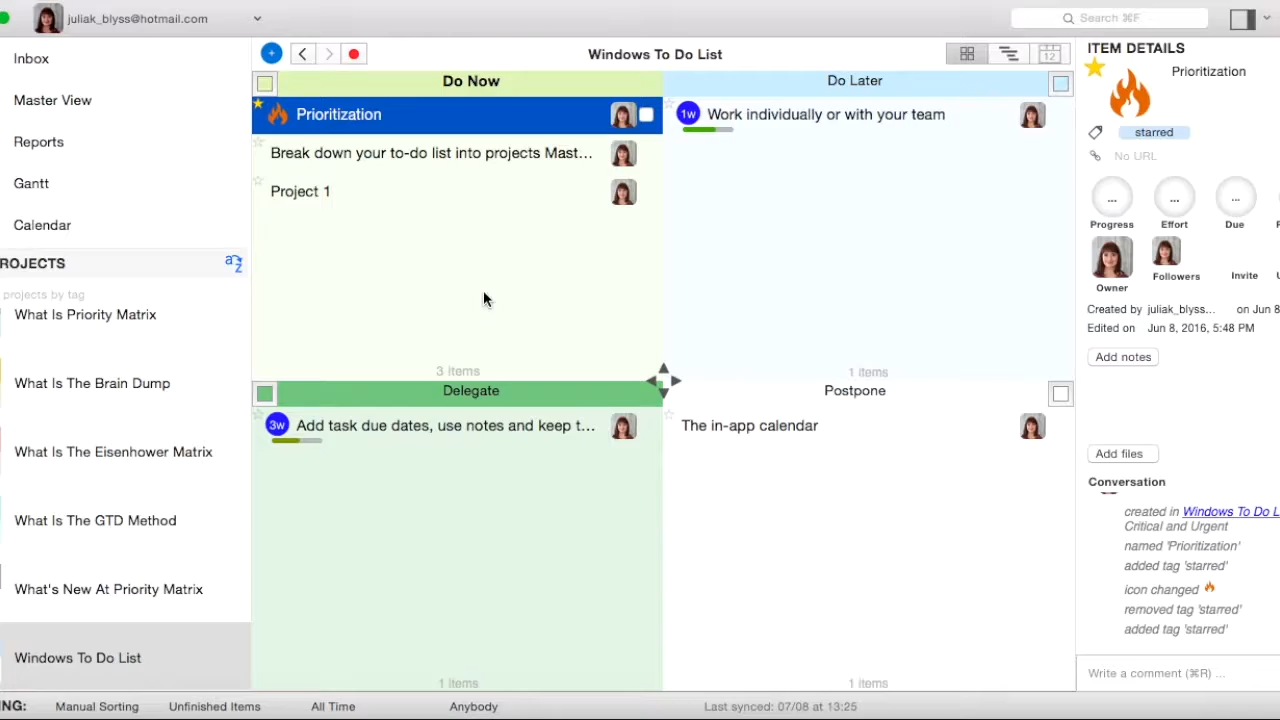 juliak_blyss@hotmail.com
Search ⌘F
Inbox
Master View
Reports
Gantt
Calendar
ROJECTS
projects by tag
What Is Priority Matrix
What Is The Brain Dump
What Is The Eisenhower Matrix
What Is The GTD Method
What's New At Priority Matrix
Windows To Do List
Windows To Do List
12
Do Now
Prioritization
Break down your to-do list into projects Mast...
Project 1
3 items
Do Later
1w Work individually or with your team
1 items
Delegate
3w Add task due dates, use notes and keep t...
1 items
Postpone
The in-app calendar
1 items
ITEM DETAILS
Prioritization
starred
No URL
... ... ...
Progress Effort Due
Owner Followers Invite
Created by juliak_blyss... on Jun 8
Edited on Jun 8, 2016, 5:48 PM
Add notes
Add files
Conversation
created in Windows To Do L
Critical and Urgent
named 'Prioritization'
added tag 'starred'
icon changed
removed tag 'starred'
added tag 'starred'
Write a comment (⌘R) ...
NG: Manual Sorting Unfinished Items All Time Anybody Last synced: 07/08 at 13:25